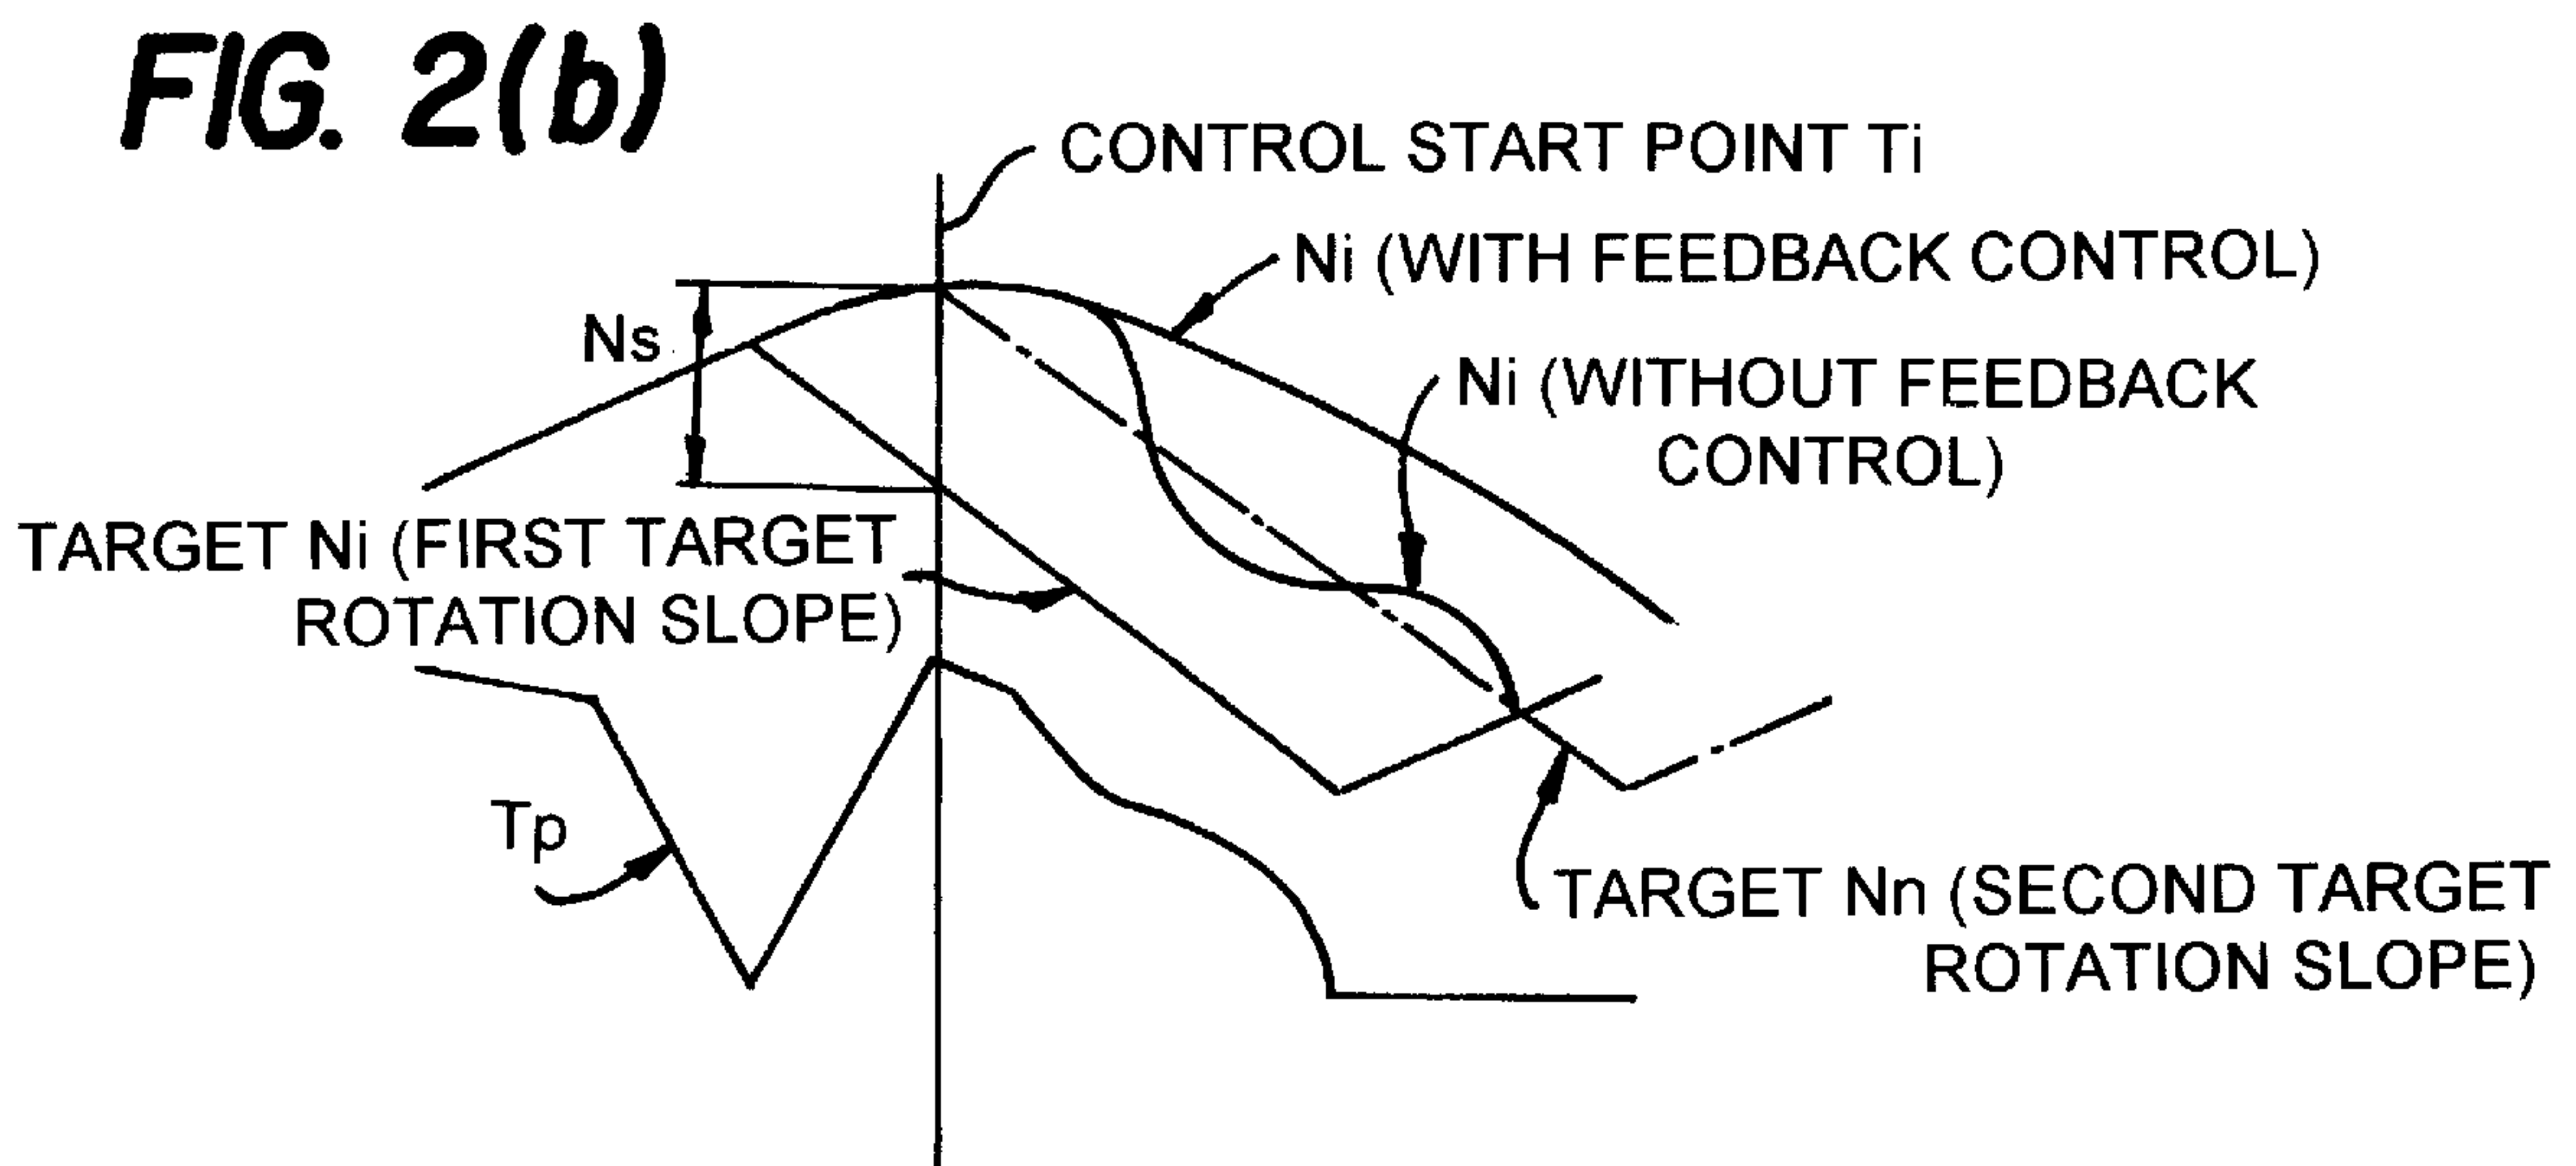 FIG. 2(b)
CONTROL START POINT Ti
Ni (WITH FEEDBACK CONTROL)
Ns
Ni (WITHOUT FEEDBACK
CONTROL)
TARGET Ni (FIRST TARGET
ROTATION SLOPE)
Tp
TARGET Nn (SECOND TARGET
ROTATION SLOPE)